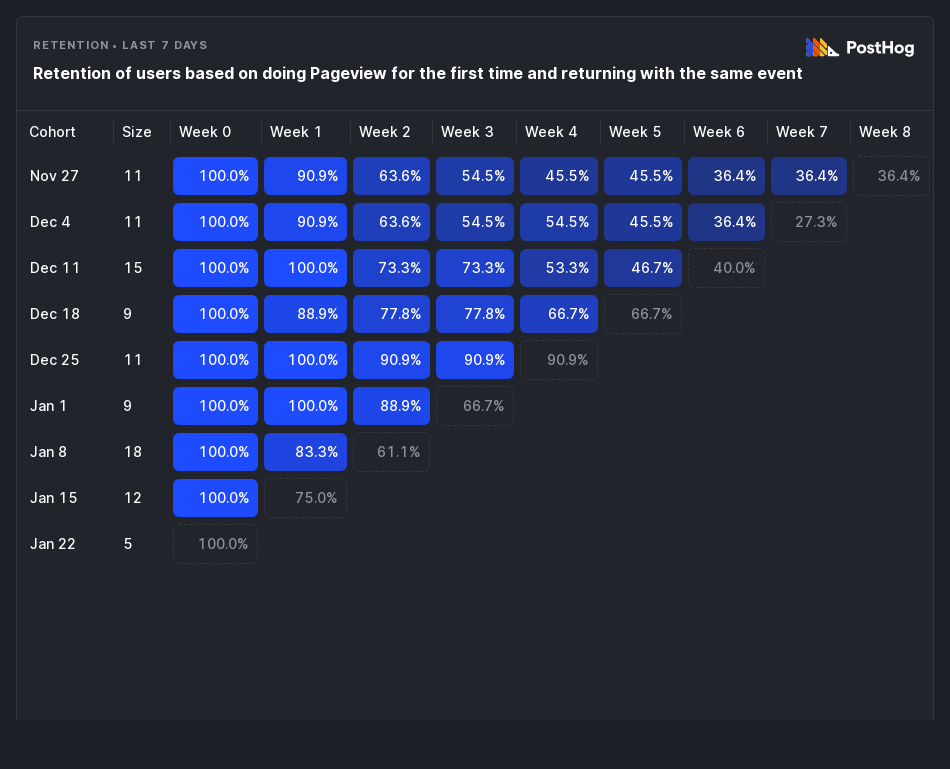 RETENTION • LAST 7 DAYS
PostHog
Retention of users based on doing Pageview for the first time and returning with the same event
Cohort Size Week 0 Week 1 Week 2 Week 3 Week 4 Week 5 Week 6 Week 7 Week 8
Nov 27 11 100.0% 90.9% 63.6% 54.5% 45.5% 45.5% 36.4% 36.4% 36.4%
Dec 4 11 100.0% 90.9% 63.6% 54.5% 54.5% 45.5% 36.4% 27.3%
Dec 11 15 100.0% 100.0% 73.3% 73.3% 53.3% 46.7% 40.0%
Dec 18 9 100.0% 88.9% 77.8% 77.8% 66.7% 66.7%
Dec 25 11 100.0% 100.0% 90.9% 90.9% 90.9%
Jan 1 9 100.0% 100.0% 88.9% 66.7%
Jan 8 18 100.0% 83.3% 61.1%
Jan 15 12 100.0% 75.0%
Jan 22 5 100.0%